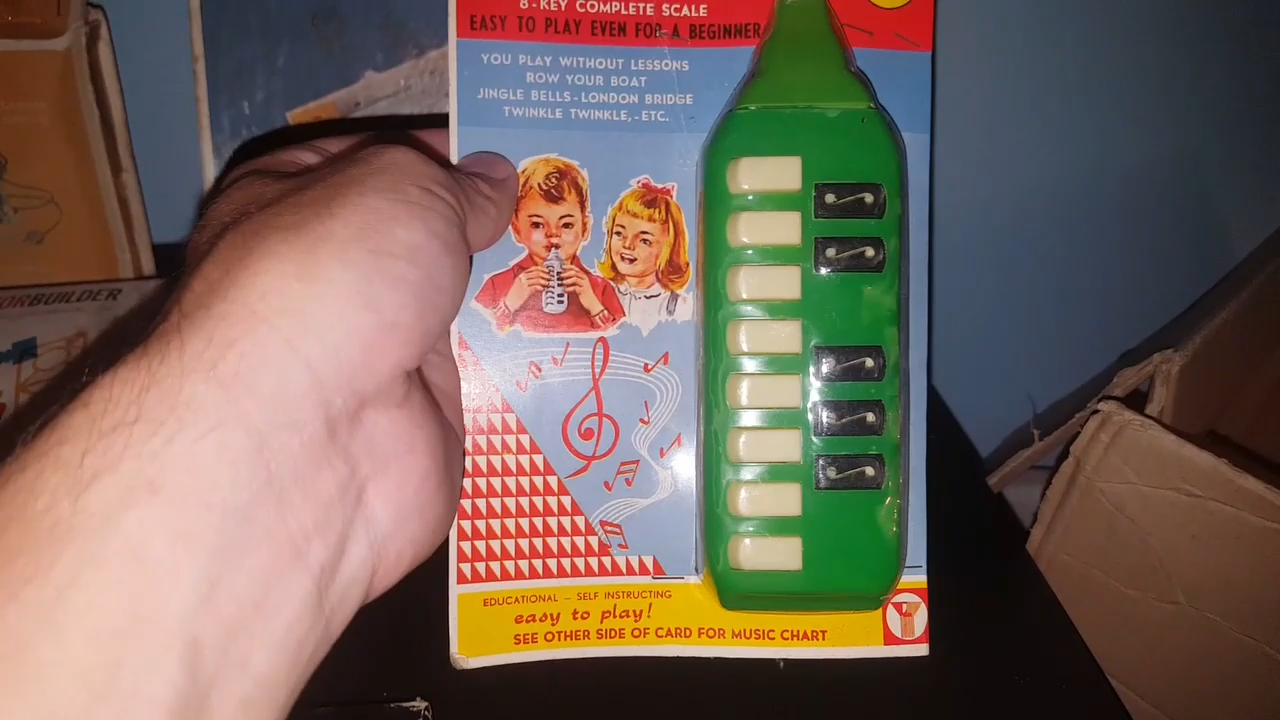 8-KEY COMPLETE SCALE
EASY TO PLAY EVEN FOR A BEGINNER
YOU PLAY WITHOUT LESSONS
ROW YOUR BOAT
JINGLE BELLS-LONDON BRIDGE
TWINKLE TWINKLE,-ETC.
ORBUILDER
EDUCATIONAL — SELF INSTRUCTING
easy to play!
SEE OTHER SIDE OF CARD FOR MUSIC CHART